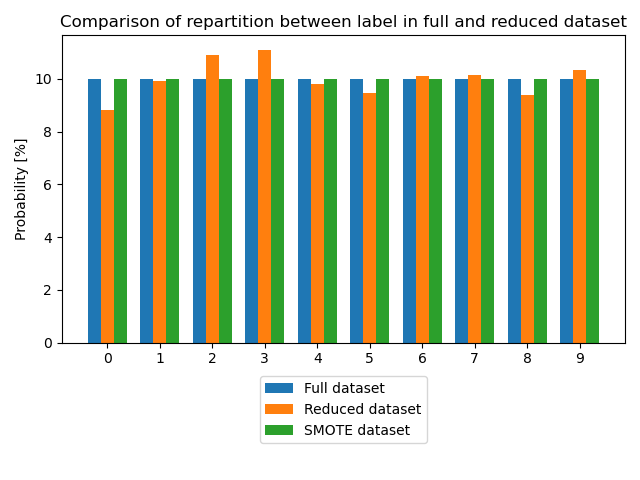 Comparison of repartition between label in full and reduced dataset
Probability [%]
10
8
6
4
2
0
0 1 2 3 4 5 6 7 8 9
Full dataset
Reduced dataset
SMOTE dataset